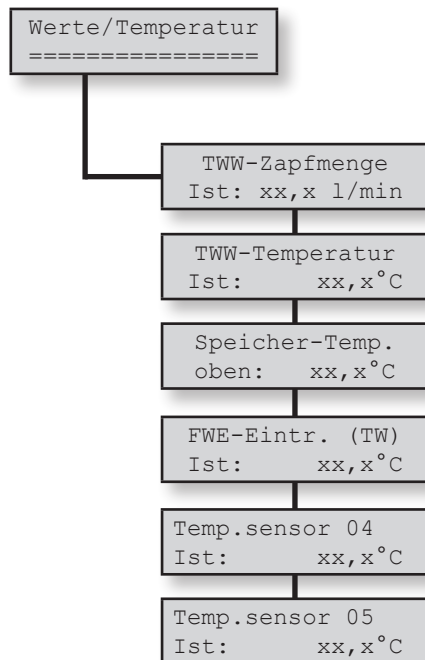 Werte/Temperatur
================
TWW-Zapfmenge
Ist: xx,x l/min
TWW-Temperatur
Ist: xx,x°C
Speicher-Temp.
oben: xx,x°C
FWE-Eintr. (TW)
Ist: xx,x°C
Temp.sensor 04
Ist: xx,x°C
Temp.sensor 05
Ist: xx,x°C